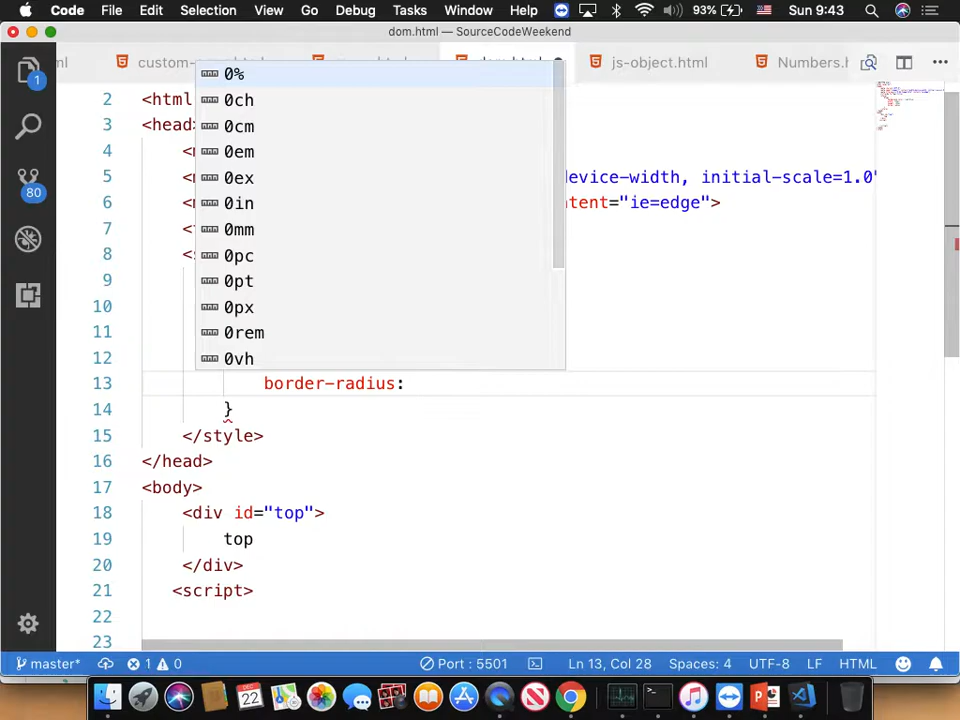 Code File Edit Selection View Go Debug Tasks Window Help 93% Sun 9:43
dom.html — SourceCodeWeekend
js-object.html Numbers.h
1
80
0%
0ch
0cm
0em
0ex
0in
0mm
0pc
0pt
0px
0rem
0vh
2 <html
3 <head>
4 <
5 <m device-width, initial-scale=1.0"
6 <m content="ie=edge">
7 <t
8 <s
9
10
11
12
13 border-radius:
14 }
15 </style>
16 </head>
17 <body>
18 <div id="top">
19 top
20 </div>
21 <script>
22
23
master* 1 0 Port : 5501 Ln 13, Col 28 Spaces: 4 UTF-8 LF HTML
DEC 22